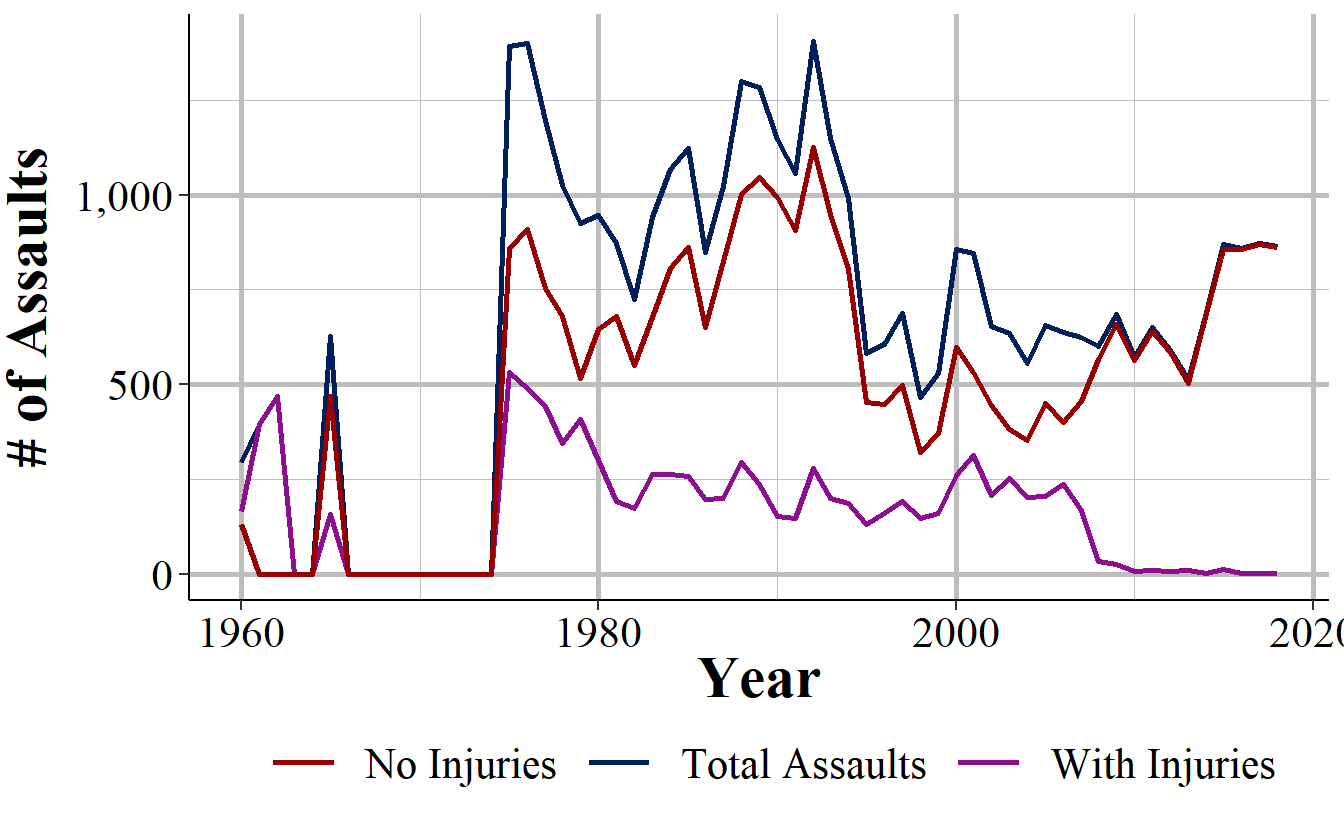 # of Assaults
1,000
500
0
1960 1980 2000 2020
Year
No Injuries Total Assaults With Injuries